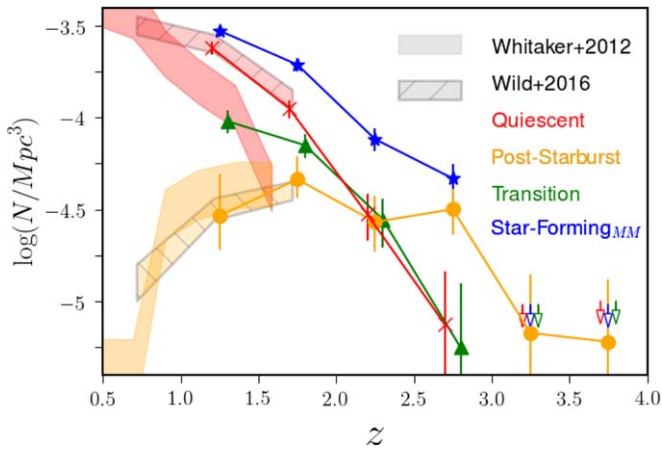 −3.5
−4
−4.5
−5
log(N/Mpc³)
Whitaker+2012
Wild+2016
Quiescent
Post-Starburst
Transition
Star-Forming_MM
0.5 1.0 1.5 2.0 2.5 3.0 3.5 4.0
z